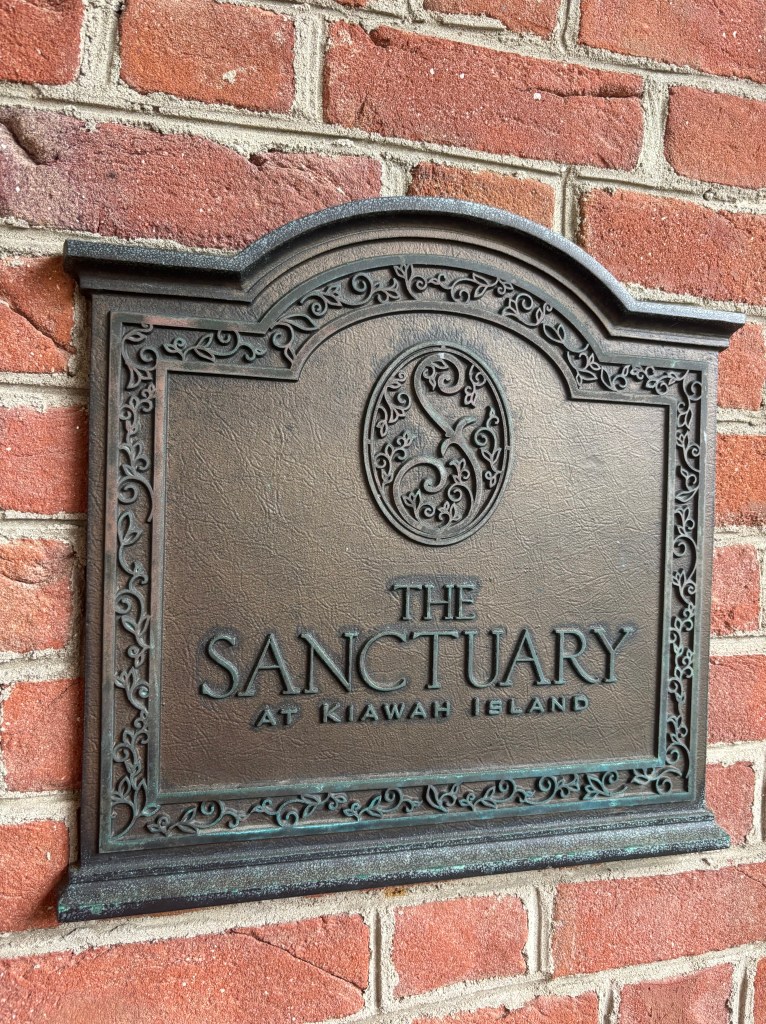 S
THE
SANCTUARY
AT KIAWAH ISLAND